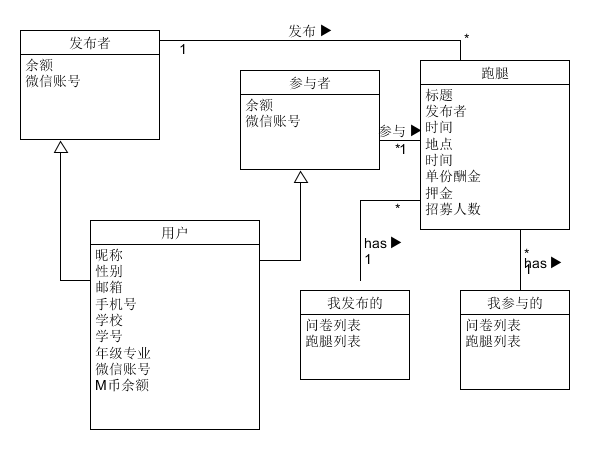 发布者
余额
微信账号
发布 ▶
1
*
参与者
余额
微信账号
参与 ▶
*1
跑腿
标题
发布者
时间
地点
时间
单份酬金
押金
招募人数
用户
昵称
性别
邮箱
手机号
学校
学号
年级专业
微信账号
M币余额
*
has ▶
1
*
has ▶
1
我发布的
问卷列表
跑腿列表
我参与的
问卷列表
跑腿列表